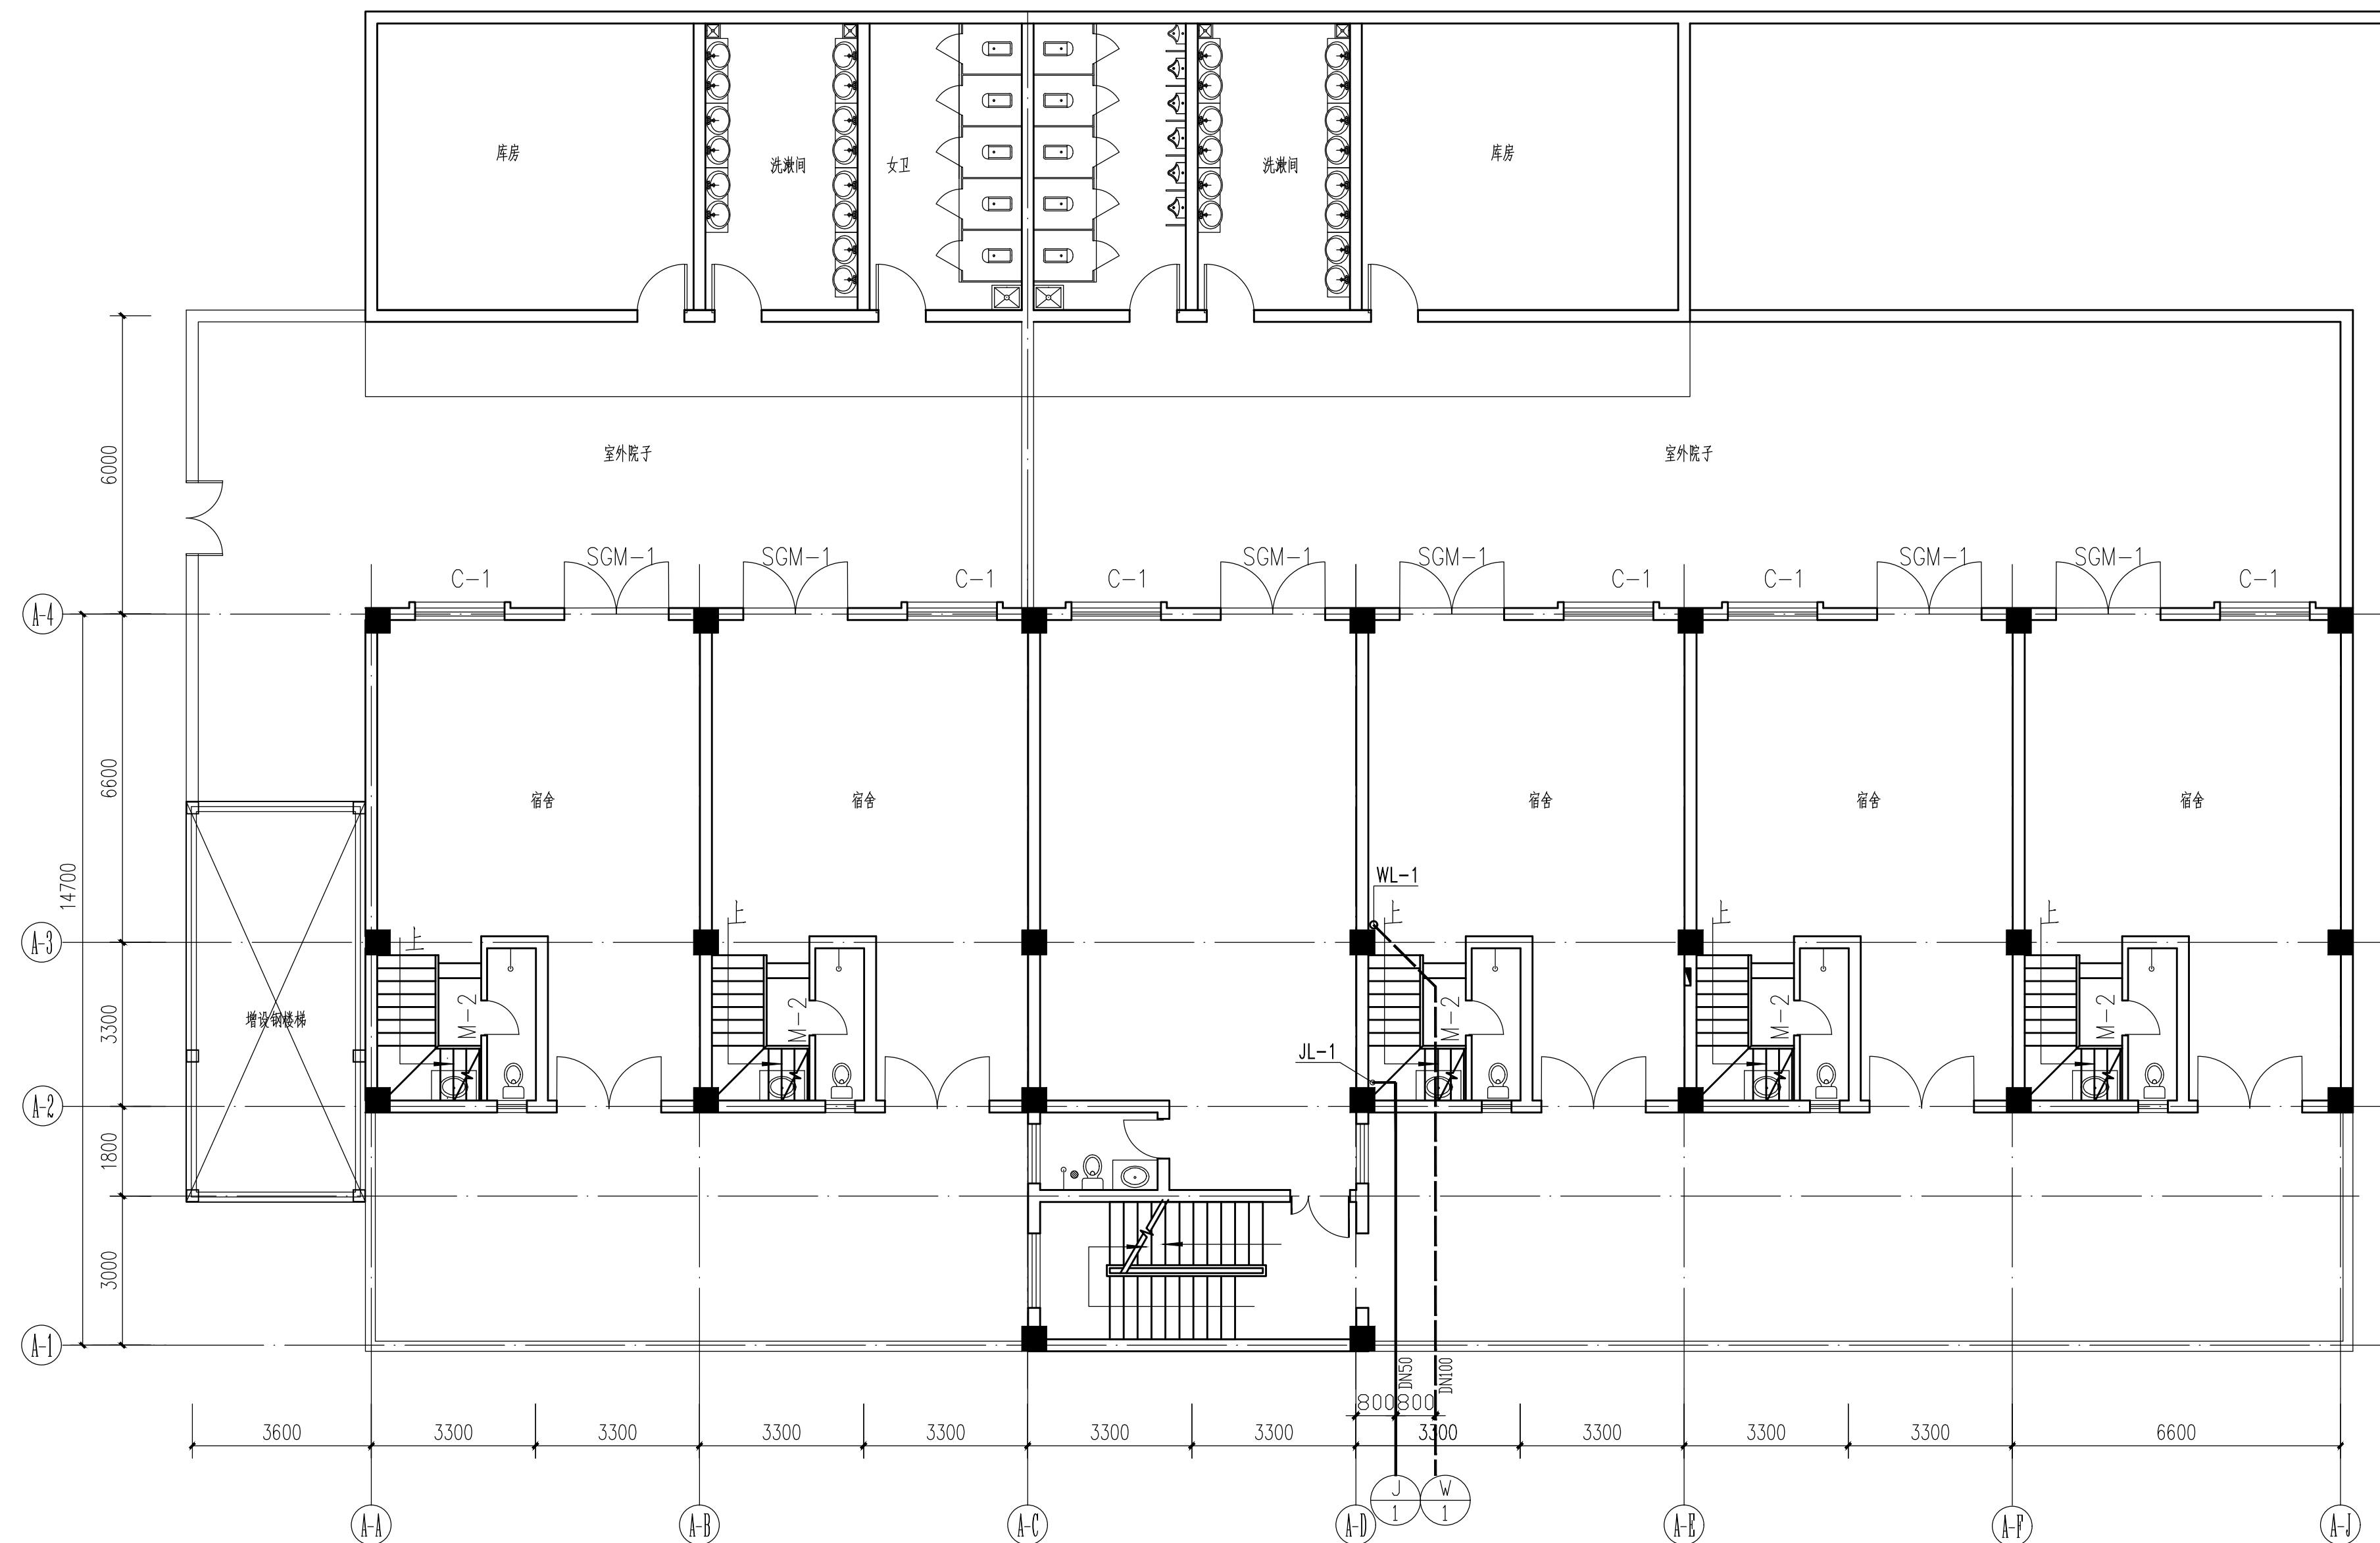 库房
洗漱间
女卫
洗漱间
库房
室外院子
室外院子
6000
SGM-1
SGM-1
SGM-1
SGM-1
SGM-1
SGM-1
C-1
C-1
C-1
C-1
C-1
C-1
A-4
6600
14700
宿舍
宿舍
宿舍
宿舍
宿舍
WL-1
上
上
上
上
上
A-3
3300
增设钢楼梯
M-2
M-2
M-2
M-2
M-2
JL-1
A-2
1800
3000
A-1
DN50
DN100
800
800
3600
3300
3300
3300
3300
3300
3300
3300
3300
3300
3300
6600
J
1
W
1
A-A
A-B
A-C
A-D
A-E
A-F
A-J